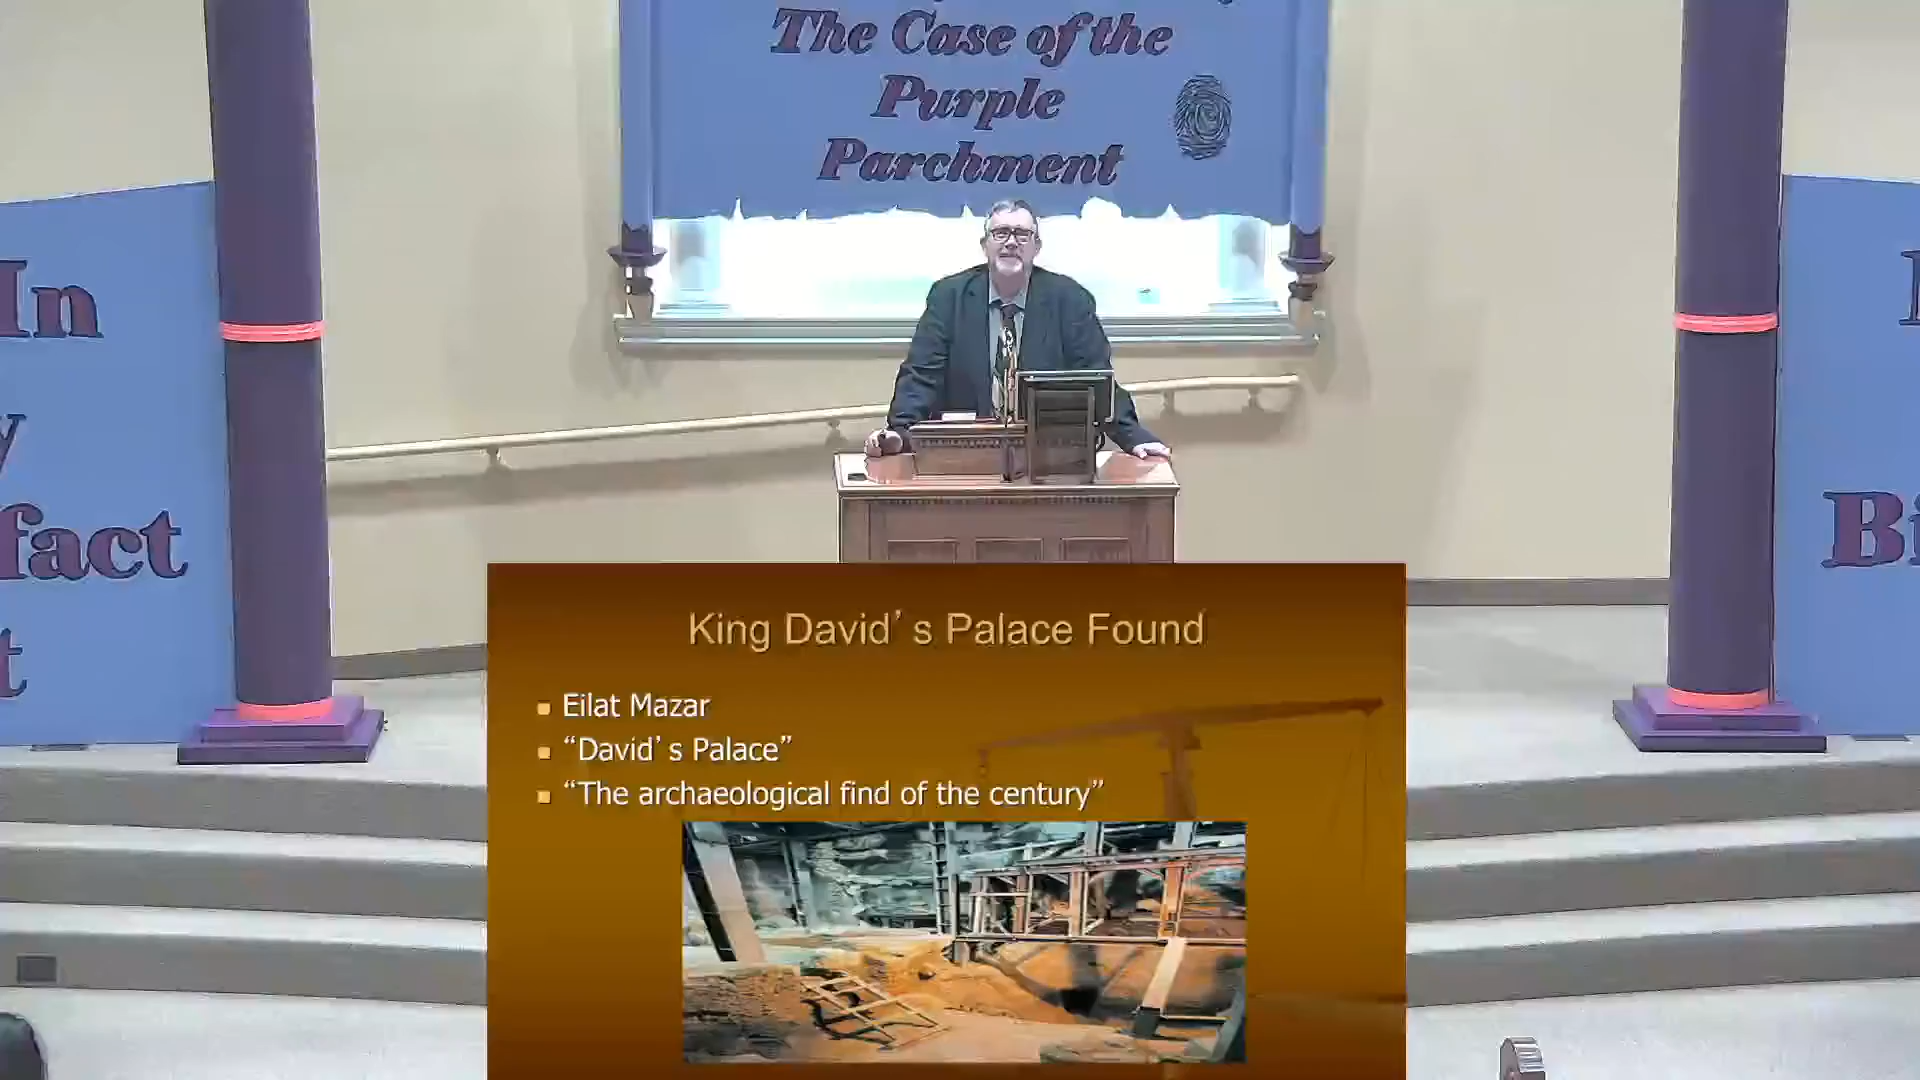 The Case of the
Purple
Parchment
In
y
fact
t
Bi
King David's Palace Found
Eilat Mazar
“David's Palace”
“The archaeological find of the century”